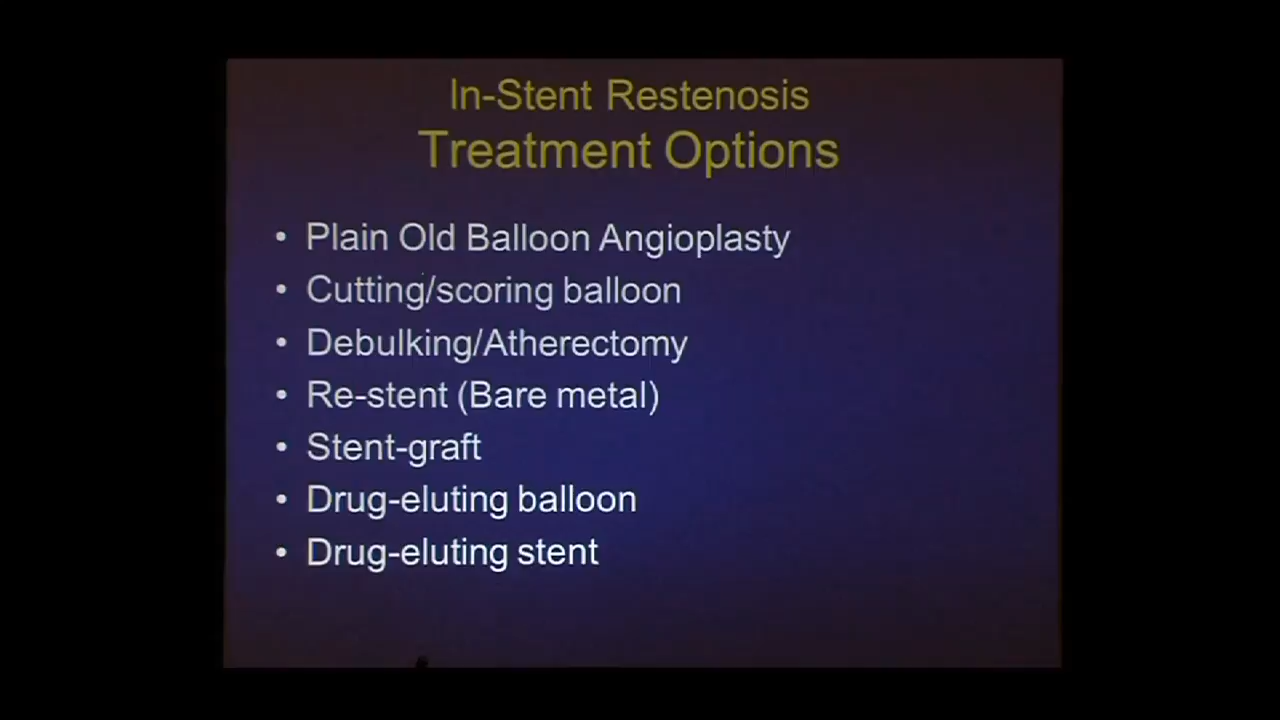 In-Stent Restenosis
Treatment Options
• Plain Old Balloon Angioplasty
• Cutting/scoring balloon
• Debulking/Atherectomy
• Re-stent (Bare metal)
• Stent-graft
• Drug-eluting balloon
• Drug-eluting stent